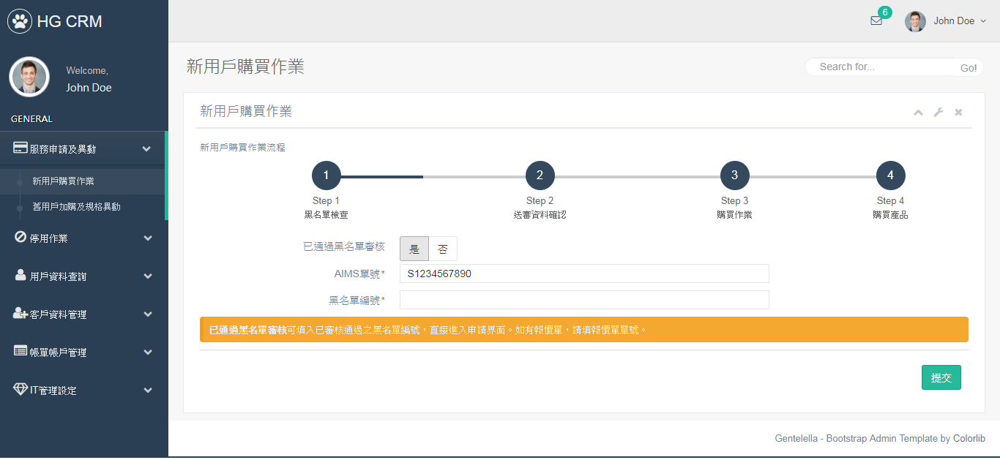 HG CRM
6
John Doe
Welcome,
John Doe
GENERAL
服務申請及異動
新用戶購買作業
舊用戶加購及規格異動
停用作業
用戶資料查詢
客戶資料管理
帳單帳戶管理
IT管理設定
新用戶購買作業
Search for...
Go!
新用戶購買作業
新用戶購買作業流程
1
2
3
4
Step 1
Step 2
Step 3
Step 4
黑名單檢查
送審資料確認
購買作業
購買產品
已通過黑名單審核
是
否
AIMS單號*
S1234567890
黑名單編號*
已通過黑名單審核可填入已審核通過之黑名單編號，直接進入申請界面。如有報價單，請填報價單單號。
提交
Gentelella - Bootstrap Admin Template by Colorlib